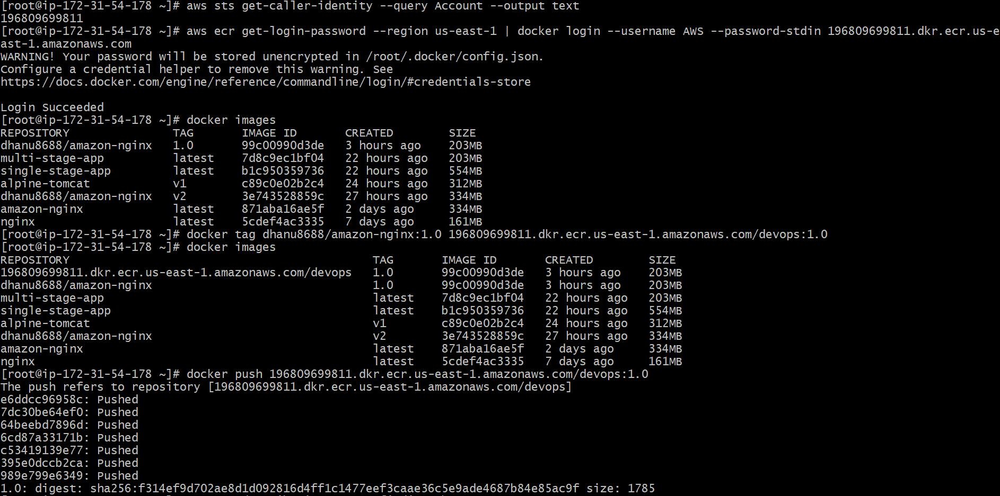 [root@ip-172-31-54-178 ~]# aws sts get-caller-identity --query Account --output text
196809699811
[root@ip-172-31-54-178 ~]# aws ecr get-login-password --region us-east-1 | docker login --username AWS --password-stdin 196809699811.dkr.ecr.us-e
ast-1.amazonaws.com
WARNING! Your password will be stored unencrypted in /root/.docker/config.json.
Configure a credential helper to remove this warning. See
https://docs.docker.com/engine/reference/commandline/login/#credentials-store
Login Succeeded
[root@ip-172-31-54-178 ~]# docker images
REPOSITORY               TAG       IMAGE ID       CREATED        SIZE
dhanu8688/amazon-nginx   1.0       99c00990d3de   3 hours ago    203MB
multi-stage-app          latest    7d8c9ec1bf04   22 hours ago   203MB
single-stage-app         latest    b1c950359736   22 hours ago   554MB
alpine-tomcat            v1        c89c0e02b2c4   24 hours ago   312MB
dhanu8688/amazon-nginx   v2        3e743528859c   27 hours ago   334MB
amazon-nginx             latest    871aba16ae5f   2 days ago     334MB
nginx                    latest    5cdef4ac3335   7 days ago     161MB
[root@ip-172-31-54-178 ~]# docker tag dhanu8688/amazon-nginx:1.0 196809699811.dkr.ecr.us-east-1.amazonaws.com/devops:1.0
[root@ip-172-31-54-178 ~]# docker images
REPOSITORY                                            TAG       IMAGE ID       CREATED        SIZE
196809699811.dkr.ecr.us-east-1.amazonaws.com/devops   1.0       99c00990d3de   3 hours ago    203MB
dhanu8688/amazon-nginx                                1.0       99c00990d3de   3 hours ago    203MB
multi-stage-app                                       latest    7d8c9ec1bf04   22 hours ago   203MB
single-stage-app                                      latest    b1c950359736   22 hours ago   554MB
alpine-tomcat                                         v1        c89c0e02b2c4   24 hours ago   312MB
dhanu8688/amazon-nginx                                v2        3e743528859c   27 hours ago   334MB
amazon-nginx                                          latest    871aba16ae5f   2 days ago     334MB
nginx                                                 latest    5cdef4ac3335   7 days ago     161MB
[root@ip-172-31-54-178 ~]# docker push 196809699811.dkr.ecr.us-east-1.amazonaws.com/devops:1.0
The push refers to repository [196809699811.dkr.ecr.us-east-1.amazonaws.com/devops]
e6ddcc96958c: Pushed
7dc30be64ef0: Pushed
64beebd7896d: Pushed
6cd87a33171b: Pushed
c53419139e77: Pushed
395e0dccb2ca: Pushed
989e799e6349: Pushed
1.0: digest: sha256:f314ef9d702ae8d1d092816d4ff1c1477eef3caae36c5e9ade4687b84e85ac9f size: 1785